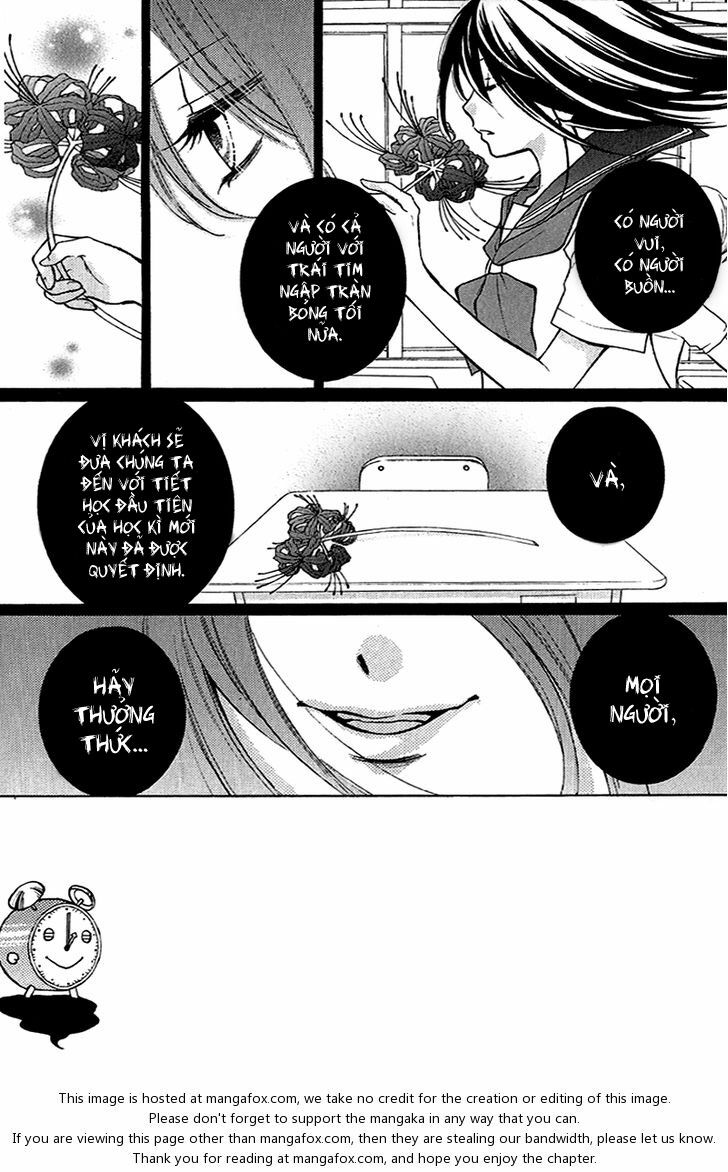 CÓ NGƯỜI
VUI,
CÓ NGƯỜI
BUỒN...
VÀ CÓ CẢ
NGƯỜI VỚI
TRÁI TIM
NGẬP TRÀN
BÓNG TỐI
NỮA.
VÀ,
VỊ KHÁCH SẼ
ĐƯA CHÚNG TA
ĐẾN VỚI TIẾT
HỌC ĐẦU TIÊN
CỦA HỌC KÌ MỚI
NÀY ĐÃ ĐƯỢC
QUYẾT ĐỊNH.
MỌI
NGƯỜI,
HÃY
THƯỞNG
THỨC...
This image is hosted at mangafox.com, we take no credit for the creation or editing of this image.
Please don't forget to support the mangaka in any way that you can.
If you are viewing this page other than mangafox.com, then they are stealing our bandwidth, please let us know.
Thank you for reading at mangafox.com, and hope you enjoy the chapter.